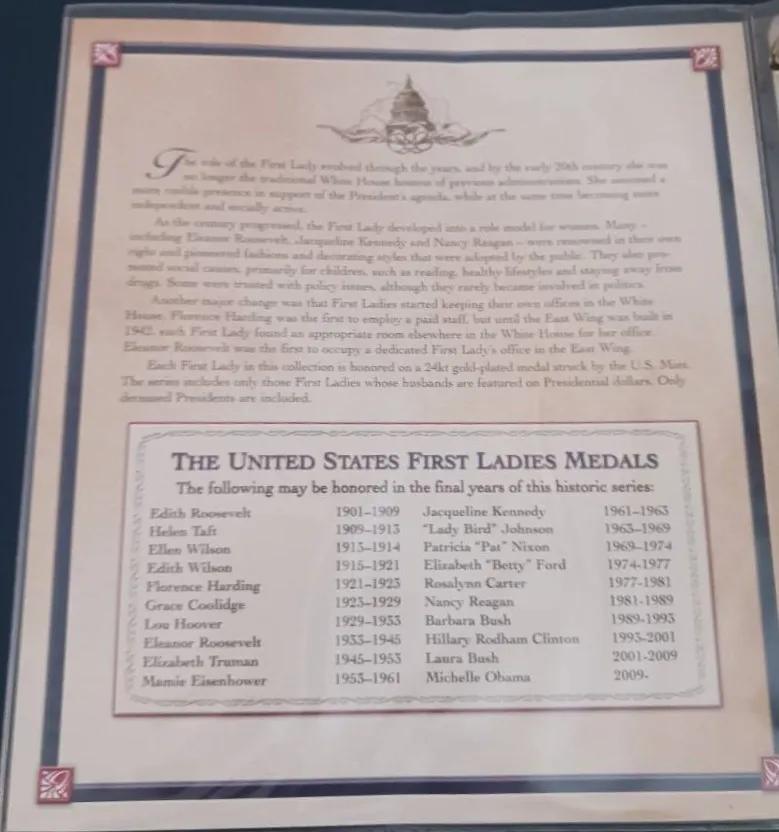 The role of the First Lady evolved through the years, and by the early 20th century she was
no longer the traditional White House hostess of previous administrations. She assumed a
more visible presence in support of the President's agenda, while at the same time becoming more
independent and socially active.
As the century progressed, the First Lady developed into a role model for women. Many –
including Eleanor Roosevelt, Jacqueline Kennedy and Nancy Reagan – were renowned in their own
right and pioneered fashions and decorating styles that were adopted by the public. They also pro-
moted social causes, primarily for children, such as reading, healthy lifestyles and staying away from
drugs. Some were trusted with policy issues, although they rarely became involved in politics.
Another major change was that First Ladies started keeping their own offices in the White
House. Florence Harding was the first to employ a paid staff, but until the East Wing was built in
1942, each First Lady found an appropriate room elsewhere in the White House for her office.
Eleanor Roosevelt was the first to occupy a dedicated First Lady's office in the East Wing.
Each First Lady in this collection is honored on a 24kt gold-plated medal struck by the U.S. Mint.
The series includes only those First Ladies whose husbands are featured on Presidential dollars. Only
deceased Presidents are included.
THE UNITED STATES FIRST LADIES MEDALS
The following may be honored in the final years of this historic series:
Edith Roosevelt 1901–1909 Jacqueline Kennedy 1961–1963
Helen Taft 1909–1913 "Lady Bird" Johnson 1963–1969
Ellen Wilson 1913–1914 Patricia "Pat" Nixon 1969–1974
Edith Wilson 1915–1921 Elizabeth "Betty" Ford 1974-1977
Florence Harding 1921–1923 Rosalynn Carter 1977-1981
Grace Coolidge 1923–1929 Nancy Reagan 1981-1989
Lou Hoover 1929–1933 Barbara Bush 1989-1993
Eleanor Roosevelt 1933–1945 Hillary Rodham Clinton 1993-2001
Elizabeth Truman 1945–1953 Laura Bush 2001-2009
Mamie Eisenhower 1953–1961 Michelle Obama 2009-